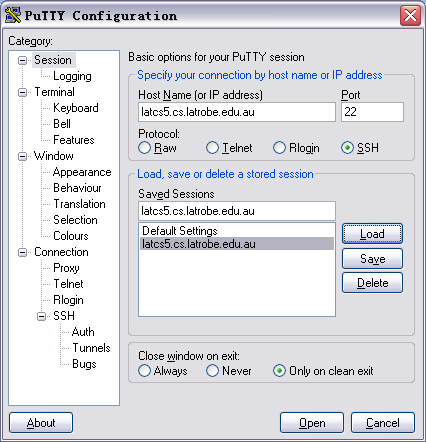 PuTTY Configuration
Category:
Session
Logging
Terminal
Keyboard
Bell
Features
Window
Appearance
Behaviour
Translation
Selection
Colours
Connection
Proxy
Telnet
Rlogin
SSH
Auth
Tunnels
Bugs
Basic options for your PuTTY session
Specify your connection by host name or IP address
Host Name (or IP address) Port
latcs5.cs.latrobe.edu.au 22
Protocol:
Raw Telnet Rlogin SSH
Load, save or delete a stored session
Saved Sessions
latcs5.cs.latrobe.edu.au
Default Settings
latcs5.cs.latrobe.edu.au
Load
Save
Delete
Close window on exit:
Always Never Only on clean exit
About Open Cancel